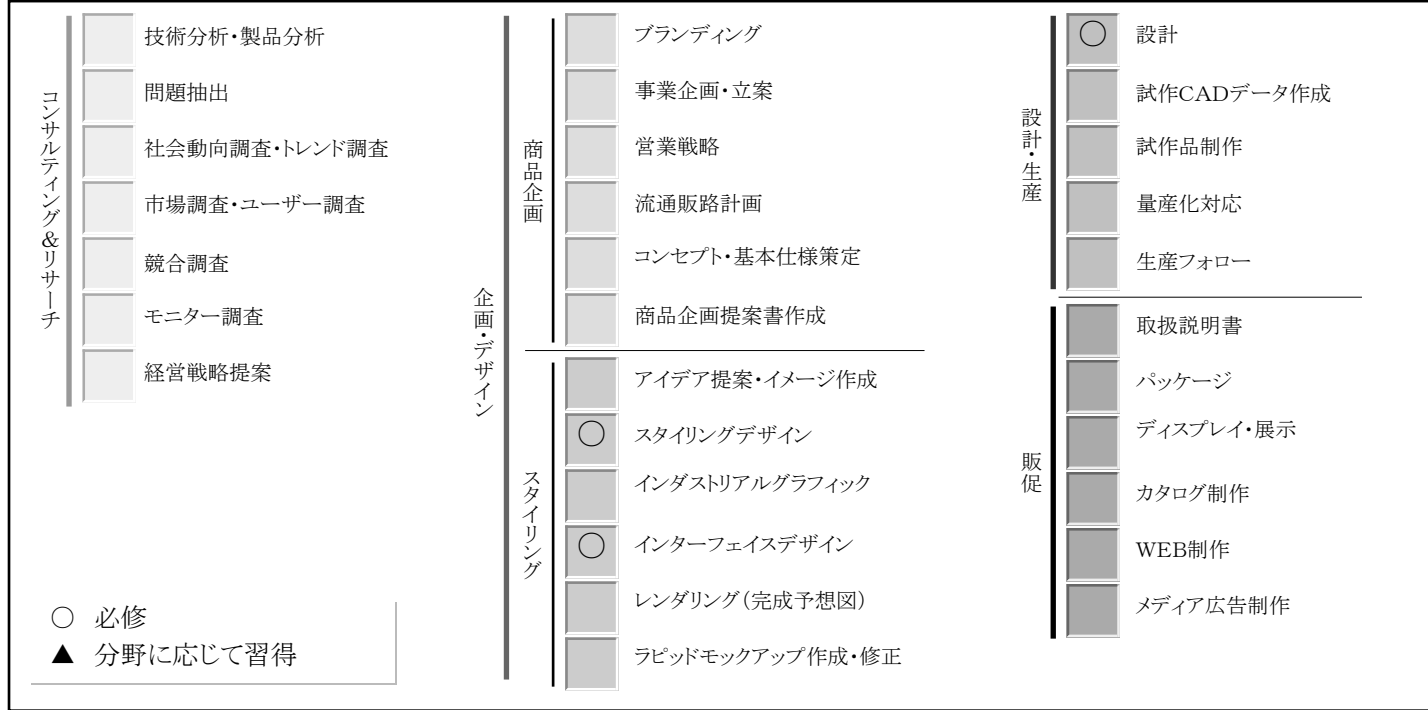 コンサルティング&リサーチ
技術分析・製品分析
問題抽出
社会動向調査・トレンド調査
市場調査・ユーザー調査
競合調査
モニター調査
経営戦略提案
企画・デザイン
商品企画
ブランディング
事業企画・立案
営業戦略
流通販路計画
コンセプト・基本仕様策定
商品企画提案書作成
スタイリング
アイデア提案・イメージ作成
○ スタイリングデザイン
インダストリアルグラフィック
○ インターフェイスデザイン
レンダリング(完成予想図)
ラピッドモックアップ作成・修正
設計・生産
○ 設計
試作CADデータ作成
試作品制作
量産化対応
生産フォロー
販促
取扱説明書
パッケージ
ディスプレイ・展示
カタログ制作
WEB制作
メディア広告制作
○ 必修
▲ 分野に応じて習得